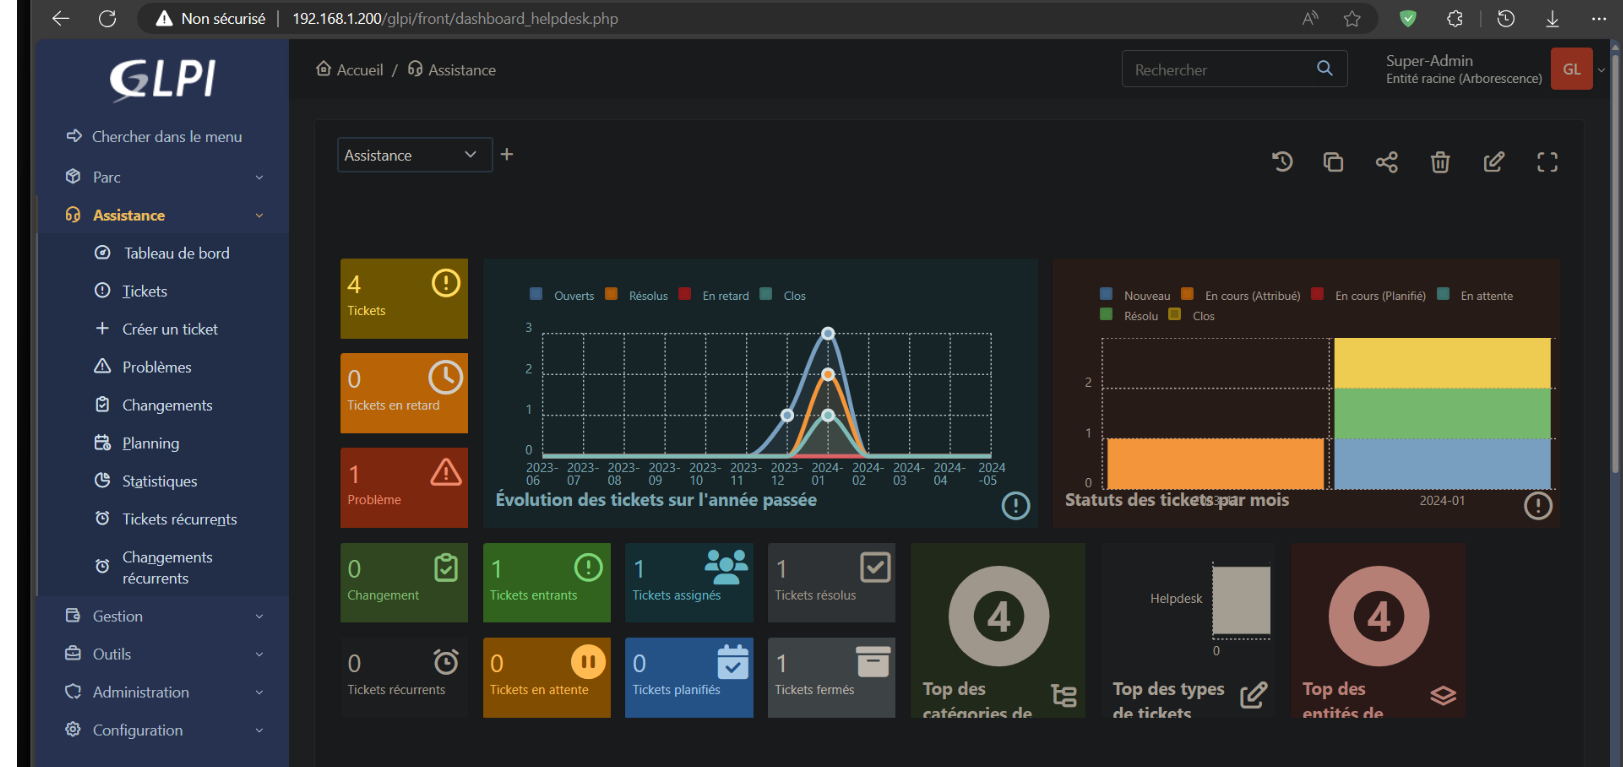 Non sécurisé | 192.168.1.200/glpi/front/dashboard_helpdesk.php
GLPI
Chercher dans le menu
Parc
Assistance
Tableau de bord
Tickets
Créer un ticket
Problèmes
Changements
Planning
Statistiques
Tickets récurrents
Changements
récurrents
Gestion
Outils
Administration
Configuration
Accueil / Assistance
Rechercher
Super-Admin
Entité racine (Arborescence)
GL
Assistance
4
Tickets
0
Tickets en retard
1
Problème
Ouverts Résolus En retard Clos
3
2
1
0
2023- 2023- 2023- 2023- 2023- 2023- 2023- 2024- 2024- 2024- 2024- 2024
06 07 08 09 10 11 12 01 02 03 04 -05
Évolution des tickets sur l'année passée
Nouveau En cours (Attribué) En cours (Planifié) En attente
Résolu Clos
2
1
0
2024-01
Statuts des tickets par mois
0
Changement
1
Tickets entrants
1
Tickets assignés
1
Tickets résolus
0
Tickets récurrents
0
Tickets en attente
0
Tickets planifiés
1
Tickets fermés
4
Top des
catégories de
Helpdesk
0
Top des types
de tickets
4
Top des
entités de